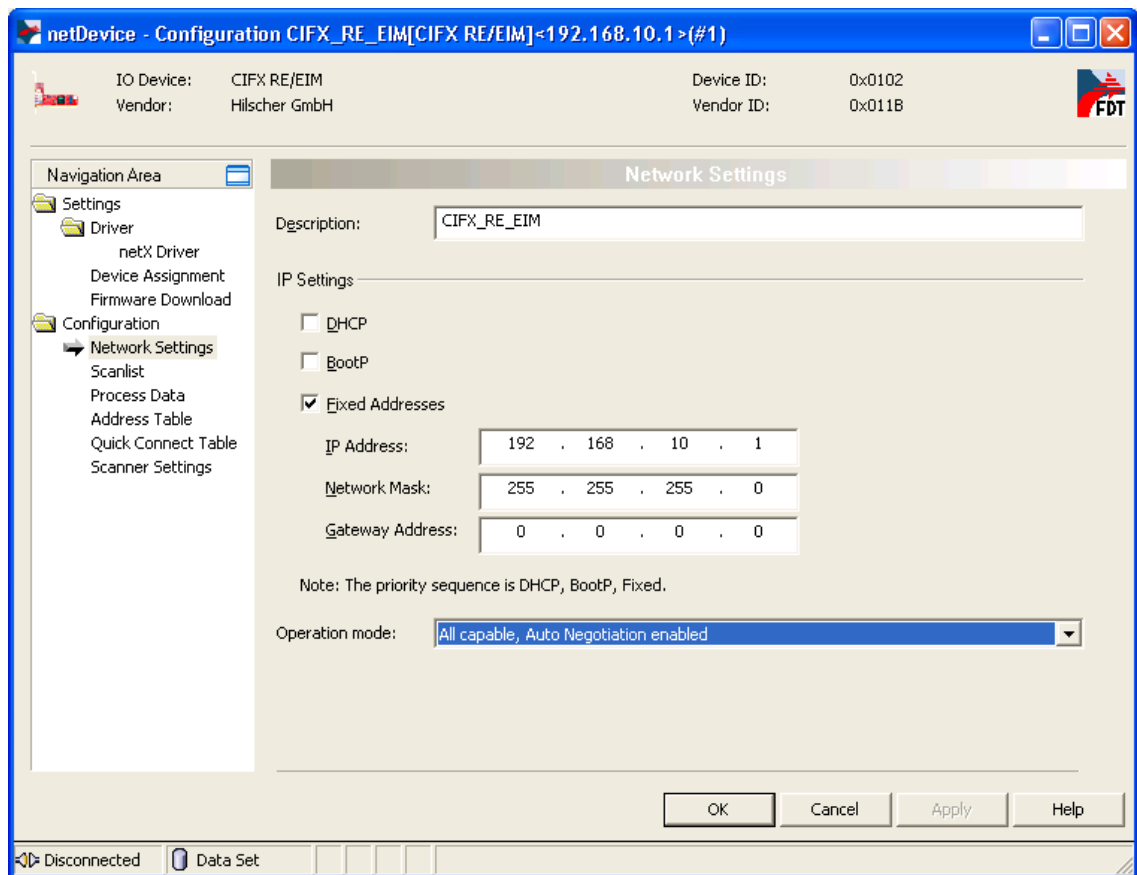 netDevice - Configuration CIFX_RE_EIM[CIFX RE/EIM]<192.168.10.1>(#1)
IO Device: CIFX RE/EIM Device ID: 0x0102
Vendor: Hilscher GmbH Vendor ID: 0x011B
FDT
Navigation Area
Settings
Driver
netX Driver
Device Assignment
Firmware Download
Configuration
Network Settings
Scanlist
Process Data
Address Table
Quick Connect Table
Scanner Settings
Network Settings
Description: CIFX_RE_EIM
IP Settings
DHCP
BootP
Fixed Addresses
IP Address: 192 . 168 . 10 . 1
Network Mask: 255 . 255 . 255 . 0
Gateway Address: 0 . 0 . 0 . 0
Note: The priority sequence is DHCP, BootP, Fixed.
Operation mode: All capable, Auto Negotiation enabled
OK Cancel Apply Help
Disconnected Data Set